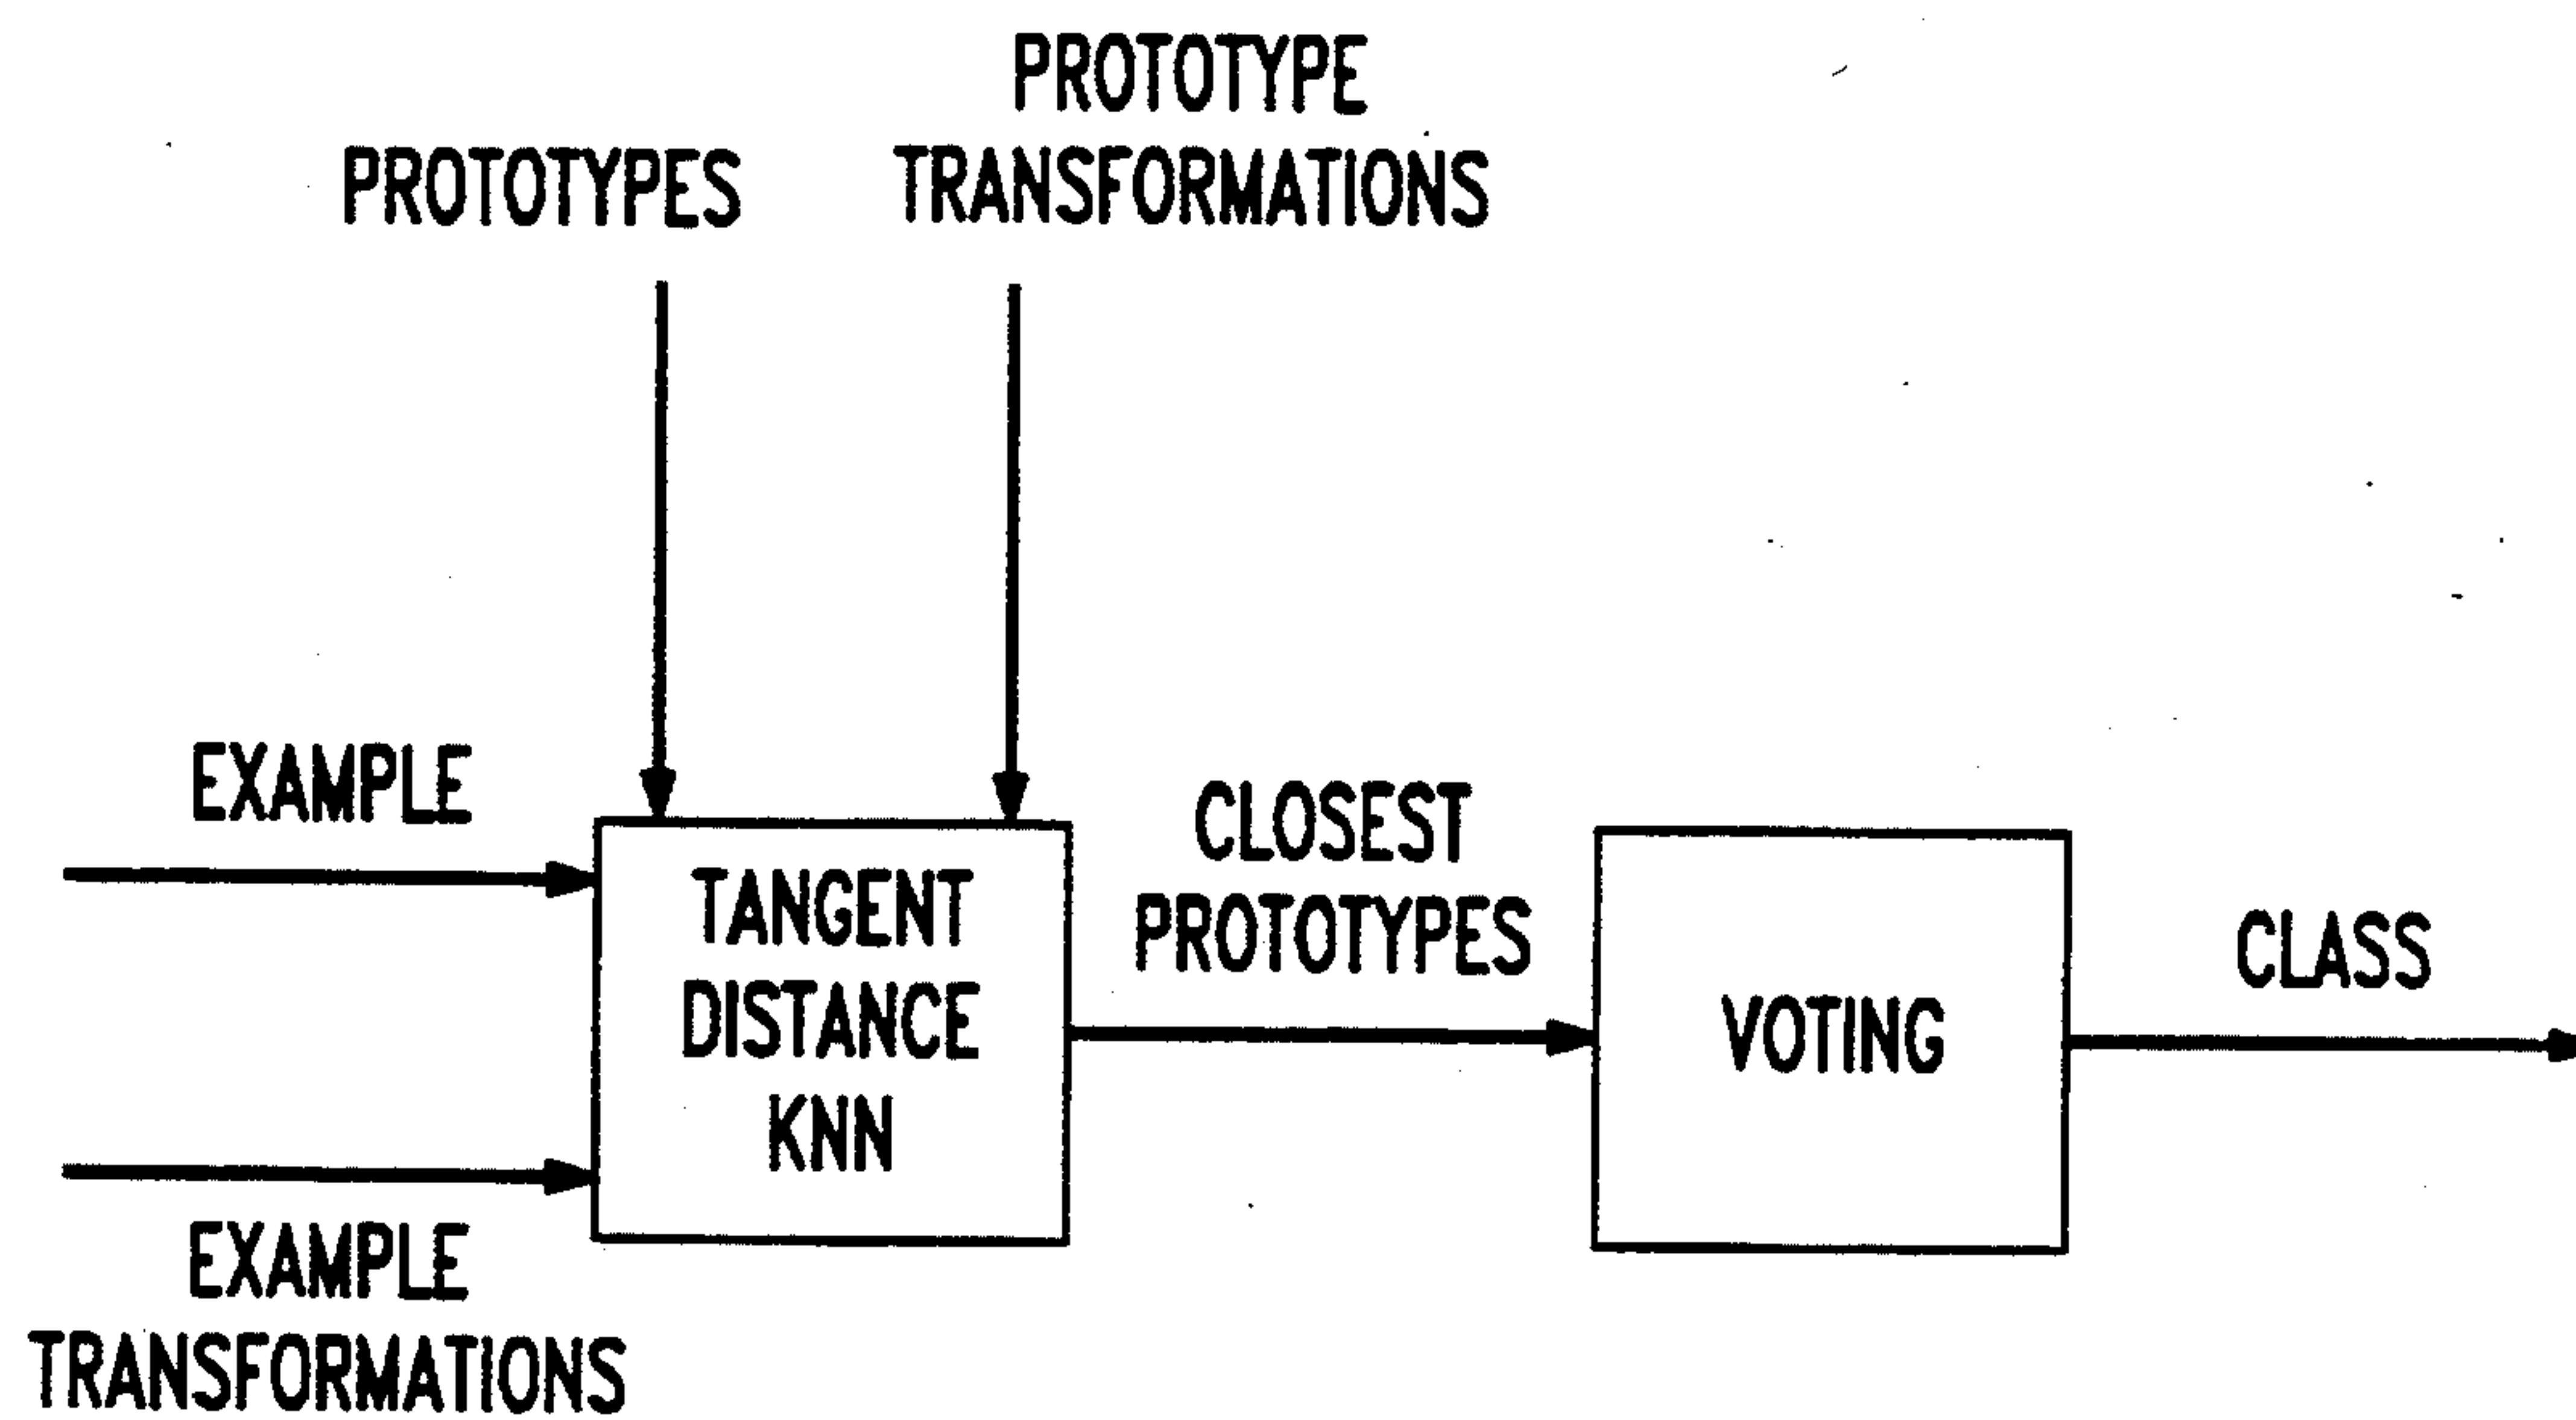 PROTOTYPES
PROTOTYPE
TRANSFORMATIONS
EXAMPLE
EXAMPLE
TRANSFORMATIONS
TANGENT
DISTANCE
KNN
CLOSEST
PROTOTYPES
VOTING
CLASS